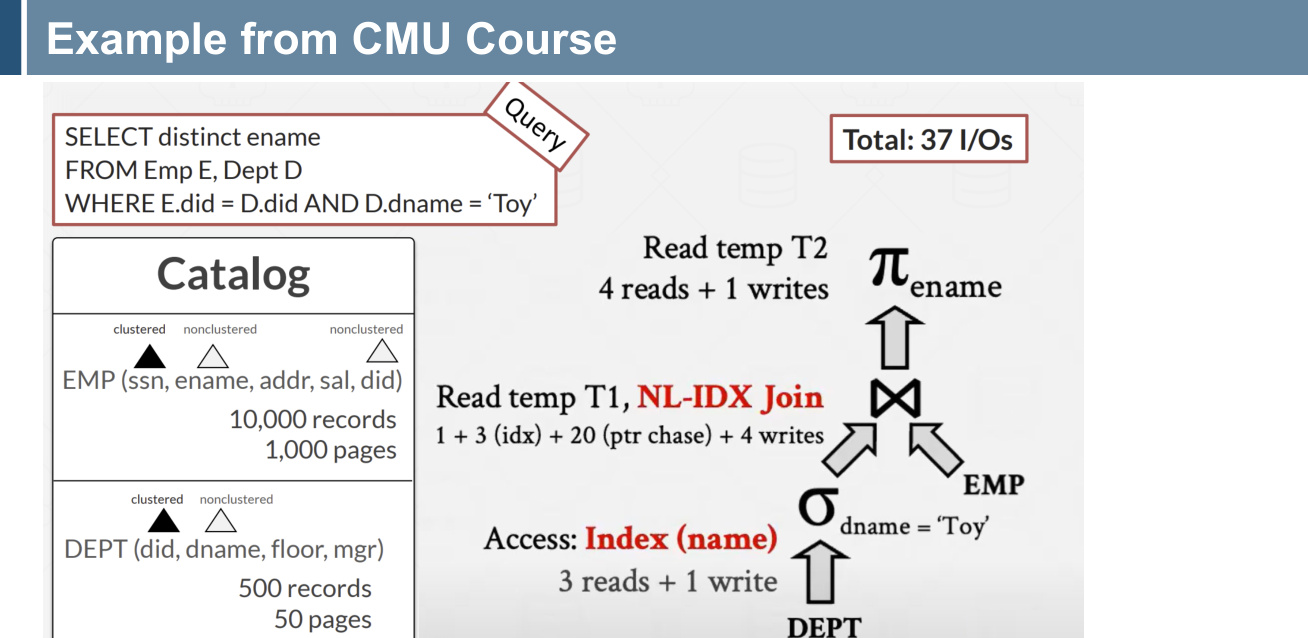 Example from CMU Course
Query
SELECT distinct ename
FROM Emp E, Dept D
WHERE E.did = D.did AND D.dname = ‘Toy’
Total: 37 I/Os
Catalog
clustered nonclustered nonclustered
EMP (ssn, ename, addr, sal, did)
10,000 records
1,000 pages
clustered nonclustered
DEPT (did, dname, floor, mgr)
500 records
50 pages
Read temp T2
4 reads + 1 writes
π ename
Read temp T1, NL-IDX Join
1 + 3 (idx) + 20 (ptr chase) + 4 writes
⋈
EMP
σ dname = ‘Toy’
Access: Index (name)
3 reads + 1 write
DEPT